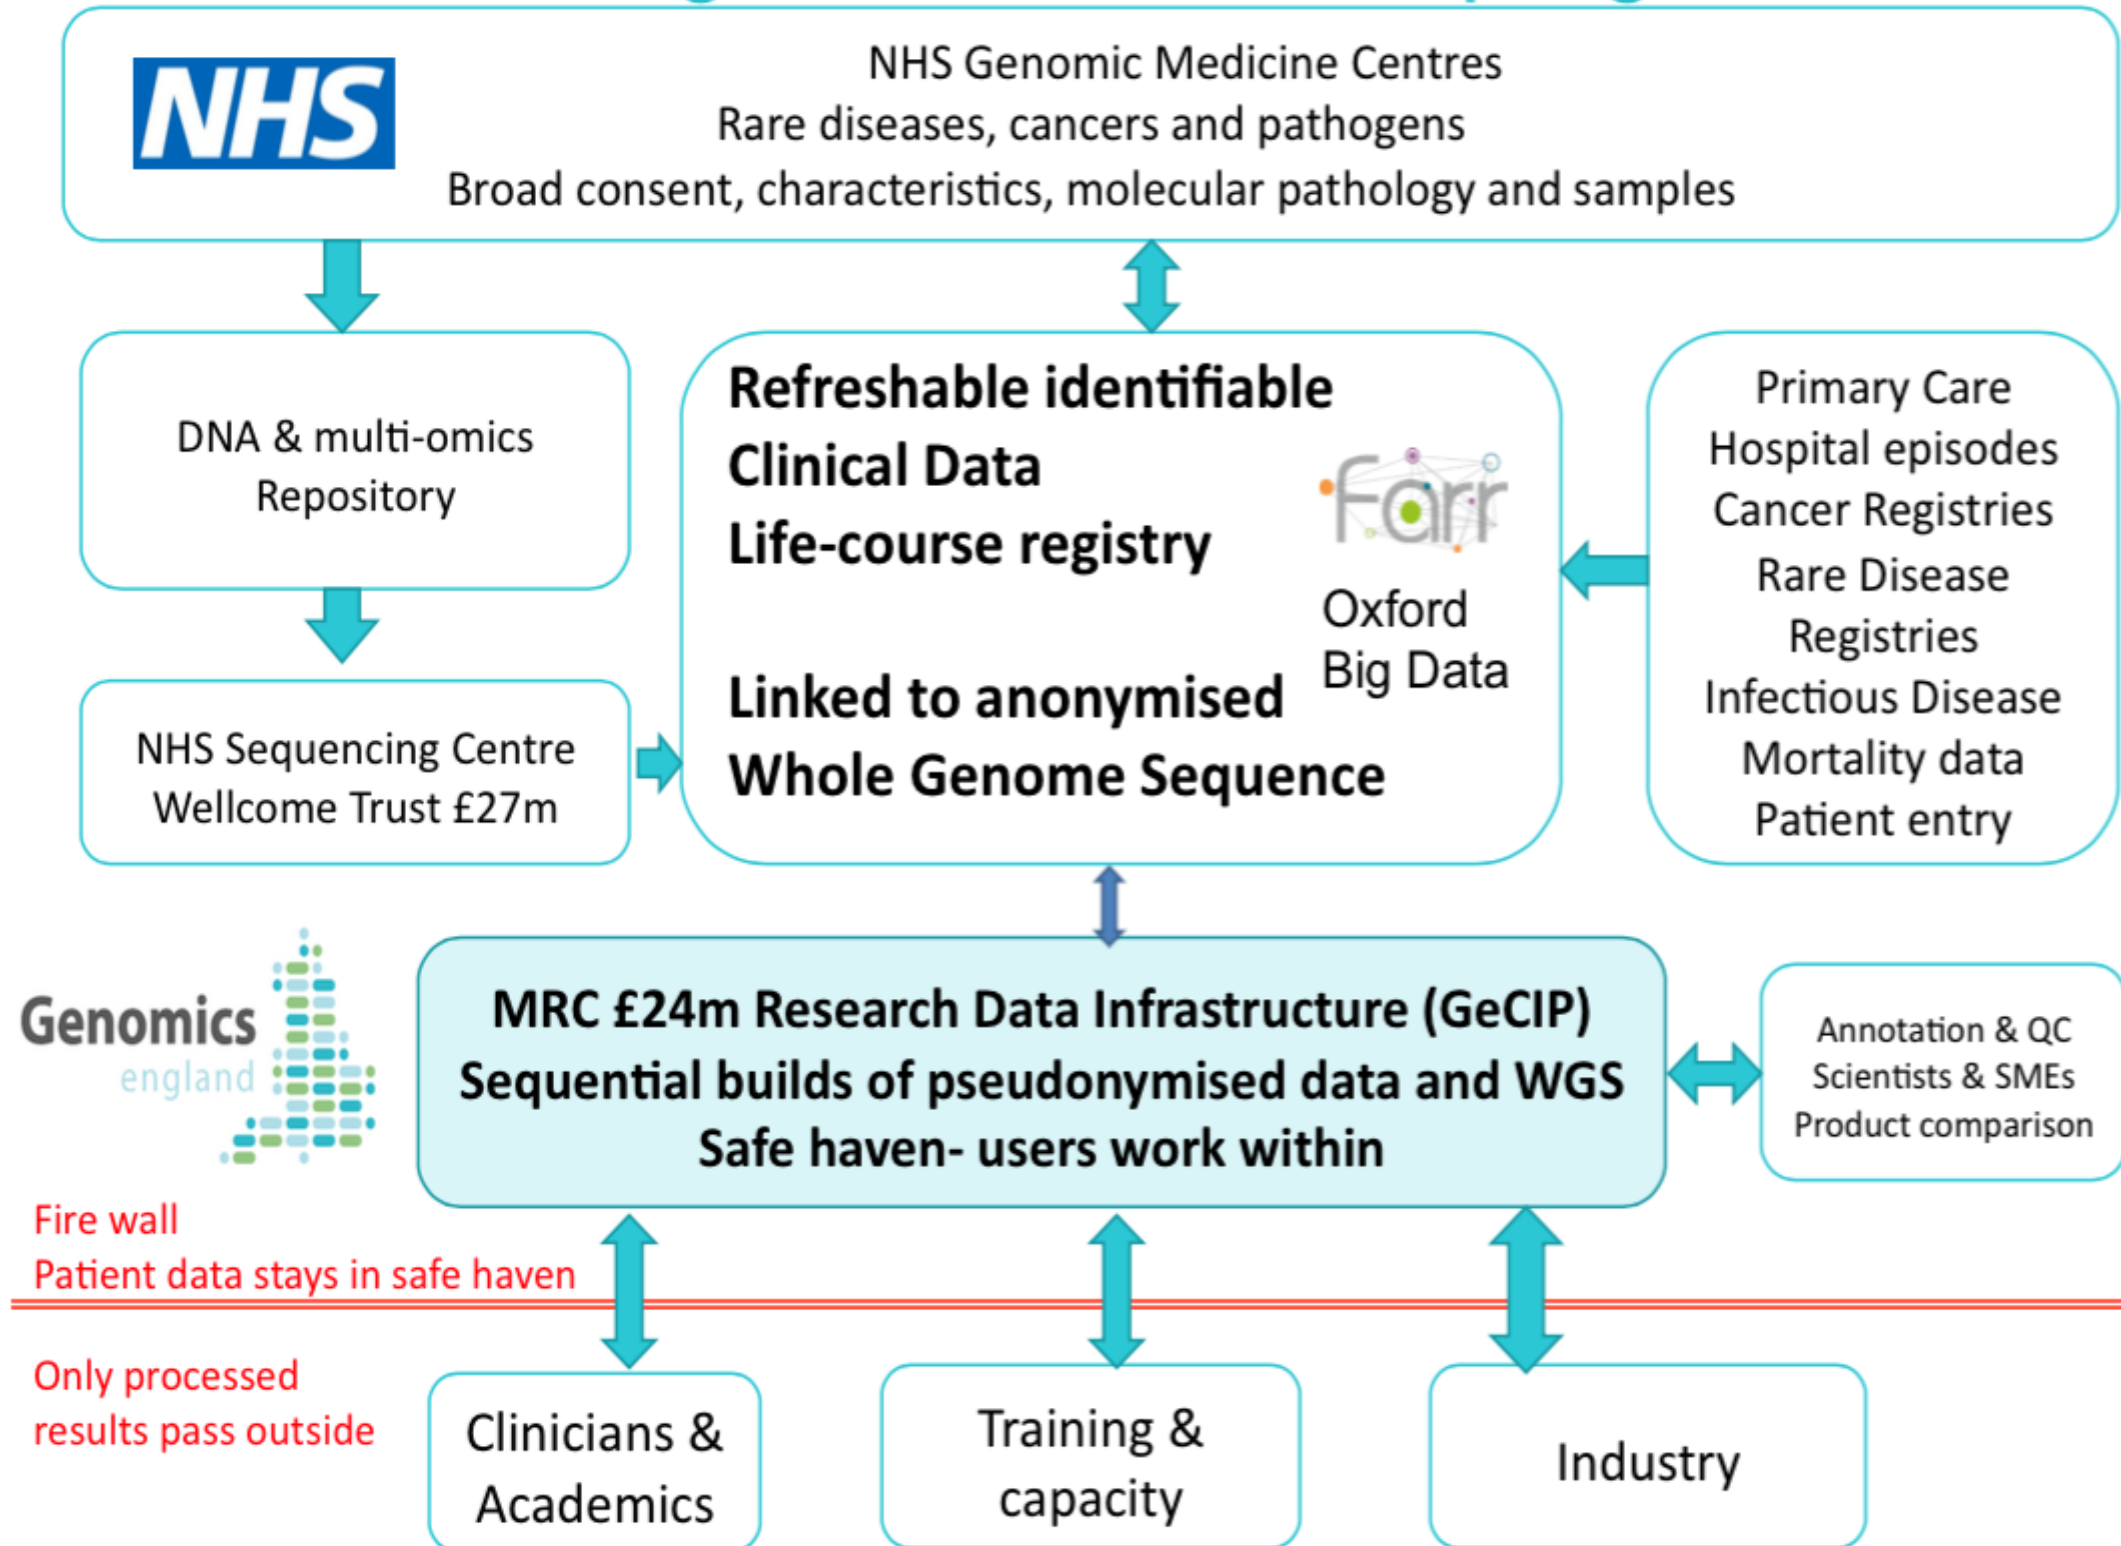 NHS
NHS Genomic Medicine Centres
Rare diseases, cancers and pathogens
Broad consent, characteristics, molecular pathology and samples
DNA & multi-omics
Repository
NHS Sequencing Centre
Wellcome Trust £27m
Refreshable identifiable
Clinical Data
Life-course registry
Linked to anonymised
Whole Genome Sequence
farr
Oxford
Big Data
Primary Care
Hospital episodes
Cancer Registries
Rare Disease
Registries
Infectious Disease
Mortality data
Patient entry
Genomics
england
MRC £24m Research Data Infrastructure (GeCIP)
Sequential builds of pseudonymised data and WGS
Safe haven- users work within
Annotation & QC
Scientists & SMEs
Product comparison
Fire wall
Patient data stays in safe haven
Only processed
results pass outside
Clinicians &
Academics
Training &
capacity
Industry